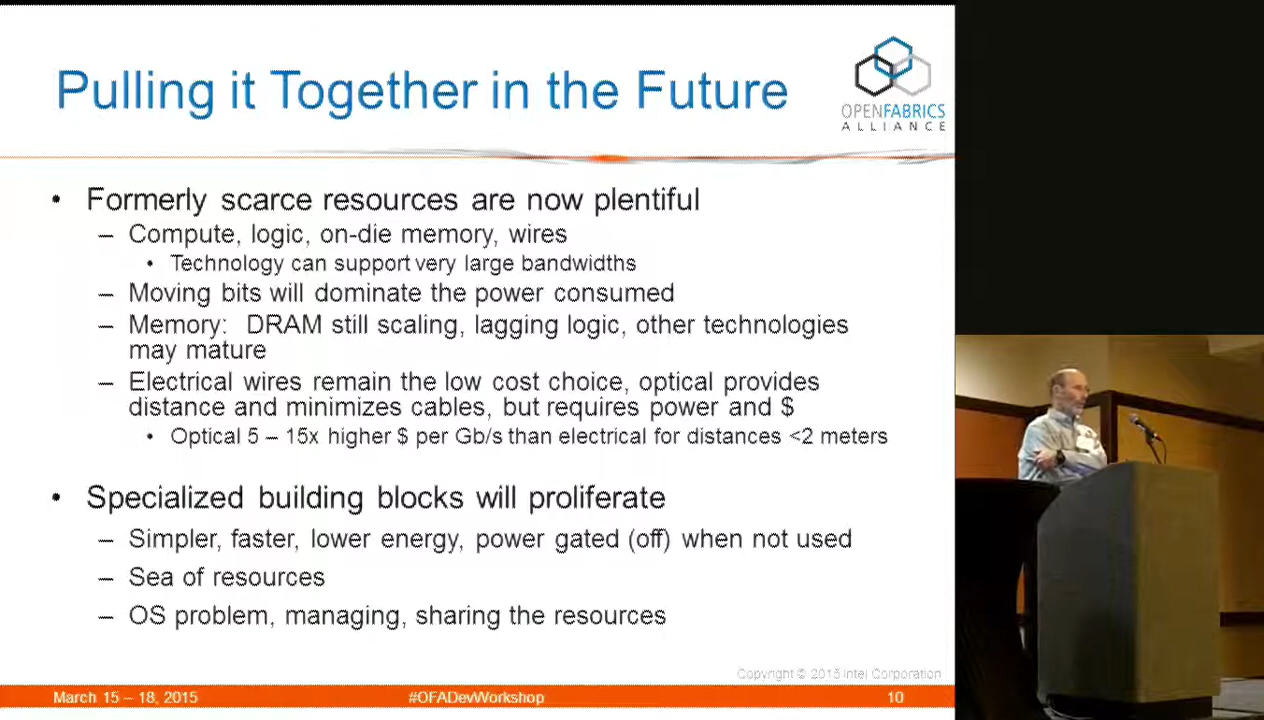 Pulling it Together in the Future
OPENFABRICS
ALLIANCE
• Formerly scarce resources are now plentiful
– Compute, logic, on-die memory, wires
• Technology can support very large bandwidths
– Moving bits will dominate the power consumed
– Memory: DRAM still scaling, lagging logic, other technologies
may mature
– Electrical wires remain the low cost choice, optical provides
distance and minimizes cables, but requires power and $
• Optical 5 – 15x higher $ per Gb/s than electrical for distances <2 meters
• Specialized building blocks will proliferate
– Simpler, faster, lower energy, power gated (off) when not used
– Sea of resources
– OS problem, managing, sharing the resources
Copyright © 2015 Intel Corporation
March 15 – 18, 2015 #OFADevWorkshop 10